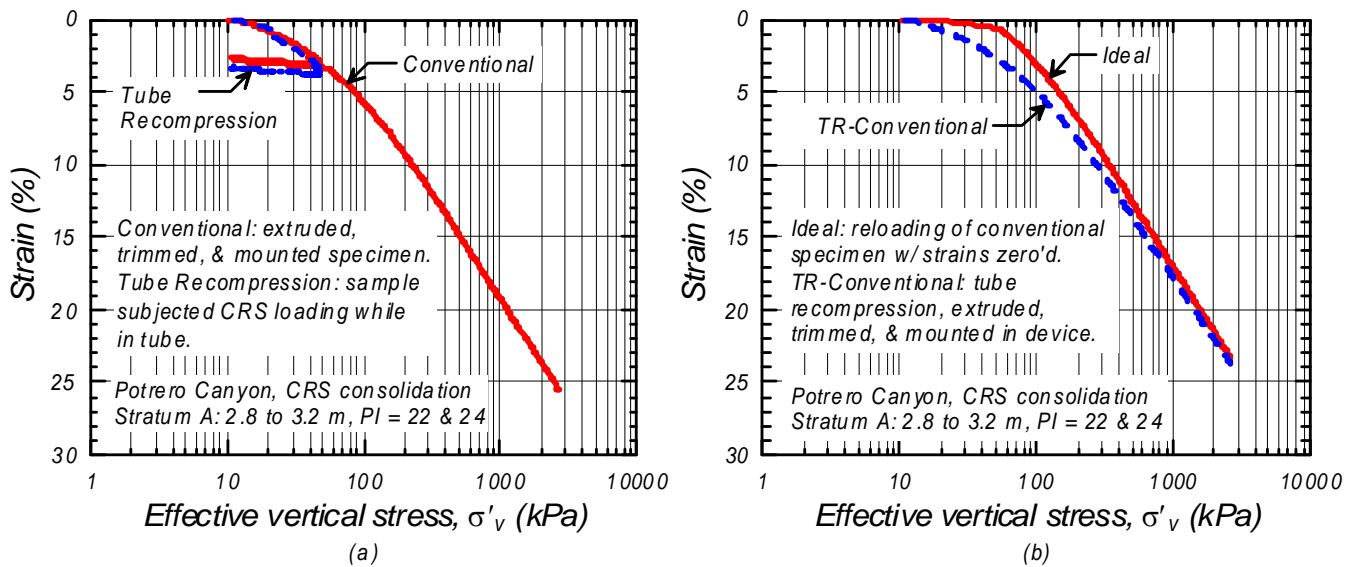 0
5
10
15
20
25
30
Strain (%)
Conventional
Tube
Recompression
Conventional: extruded,
trimmed, & mounted specimen.
Tube Recompression: sample
subjected CRS loading while
in tube.
Potrero Canyon, CRS consolidation
Stratum A: 2.8 to 3.2 m, PI = 22 & 24
1 10 100 1000 10000
Effective vertical stress, σ'v (kPa)
(a)
0
5
10
15
20
25
30
Strain (%)
Ideal
TR-Conventional
Ideal: reloading of conventional
specimen w/ strains zero'd.
TR-Conventional: tube
recompression, extruded,
trimmed, & mounted in device.
Potrero Canyon, CRS consolidation
Stratum A: 2.8 to 3.2 m, PI = 22 & 24
1 10 100 1000 10000
Effective vertical stress, σ'v (kPa)
(b)